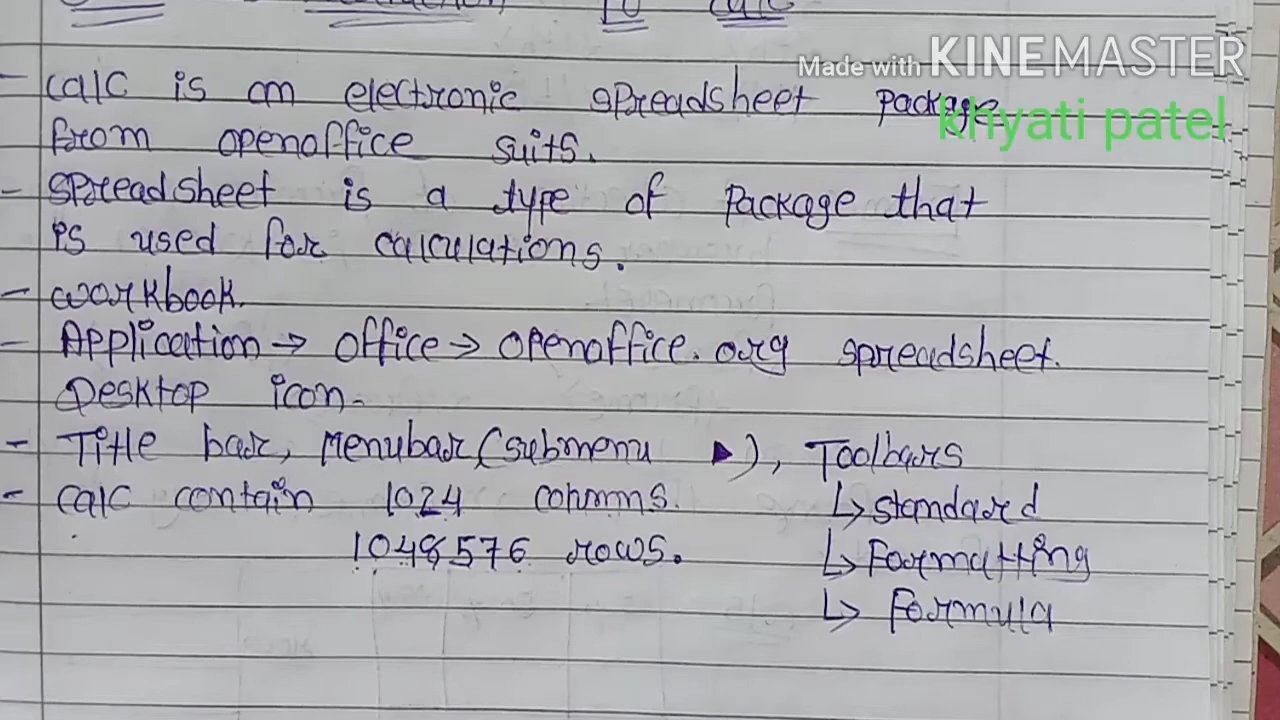 To Calc
Made with KINEMASTER
khyati patel
- Calc is an electronic spreadsheet package
from openoffice suits.
- spreadsheet is a type of package that
is used for calculations.
- workbook.
- Application → office → openoffice.org spreadsheet.
Desktop icon.
- Title bar, Menubar (submenu ▶), Toolbars
- calc contain 1024 columns.
↳ standard
1048576 rows.
↳ Formatting
↳ Formula